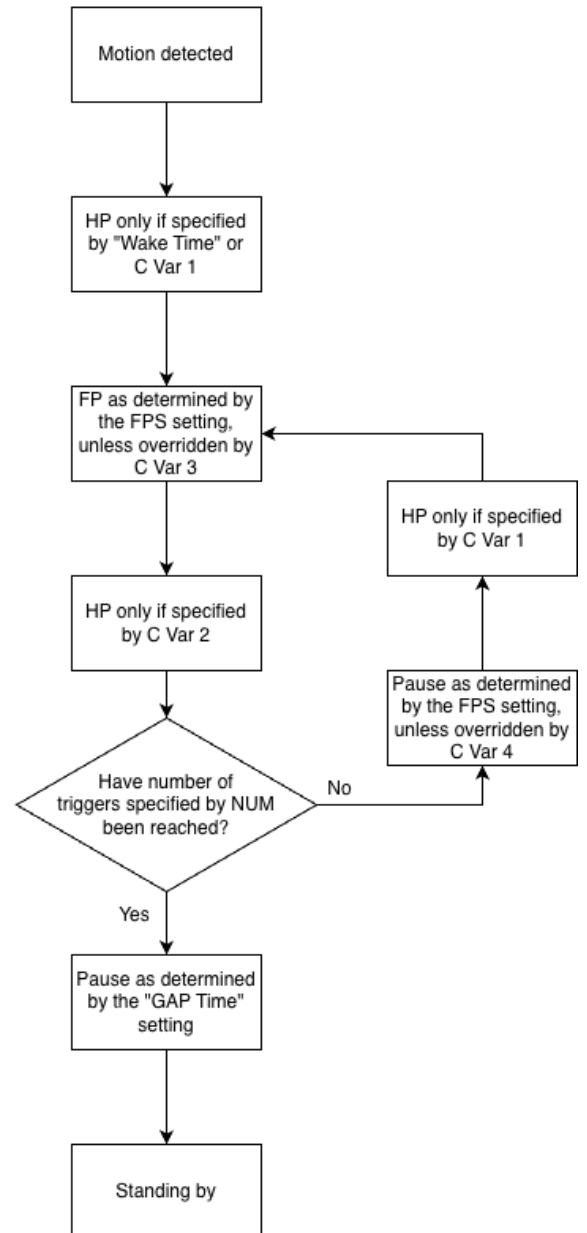 Motion detected
HP only if specified
by "Wake Time" or
C Var 1
FP as determined by
the FPS setting,
unless overridden by
C Var 3
HP only if specified
by C Var 1
HP only if specified
by C Var 2
Pause as determined
by the FPS setting,
unless overridden by
C Var 4
Have number of
triggers specified by NUM
been reached?
No
Yes
Pause as determined
by the "GAP Time"
setting
Standing by